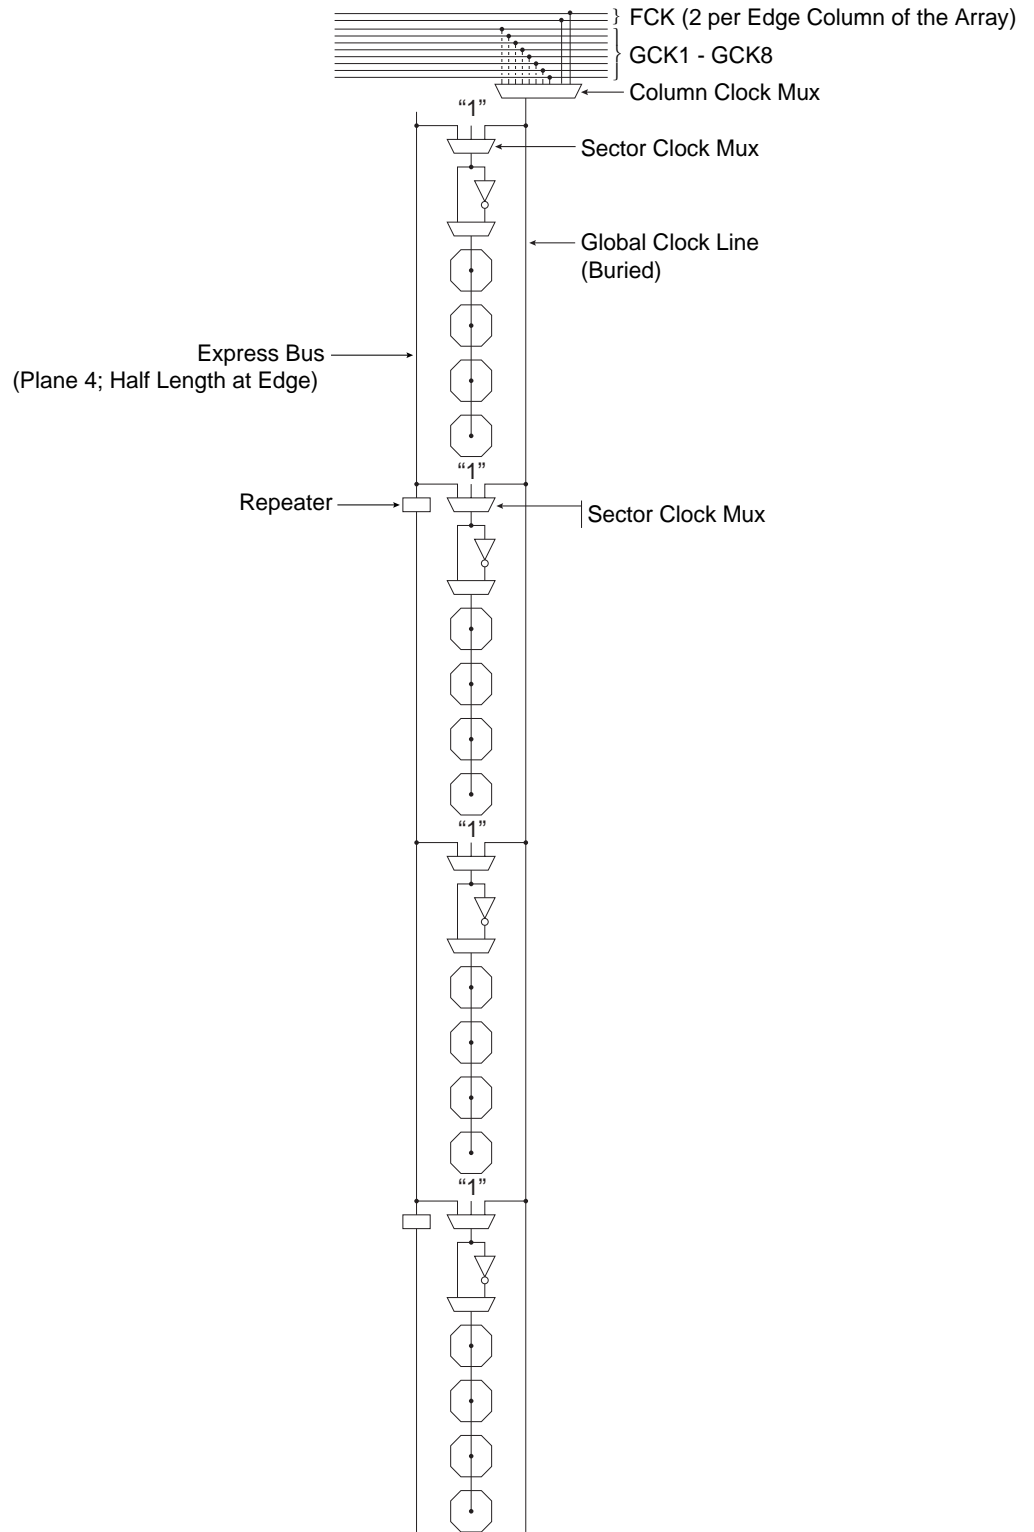 FCK (2 per Edge Column of the Array)
GCK1 - GCK8
Column Clock Mux
“1”
Sector Clock Mux
Global Clock Line
(Buried)
Express Bus
(Plane 4; Half Length at Edge)
“1”
Repeater
Sector Clock Mux
“1”
“1”